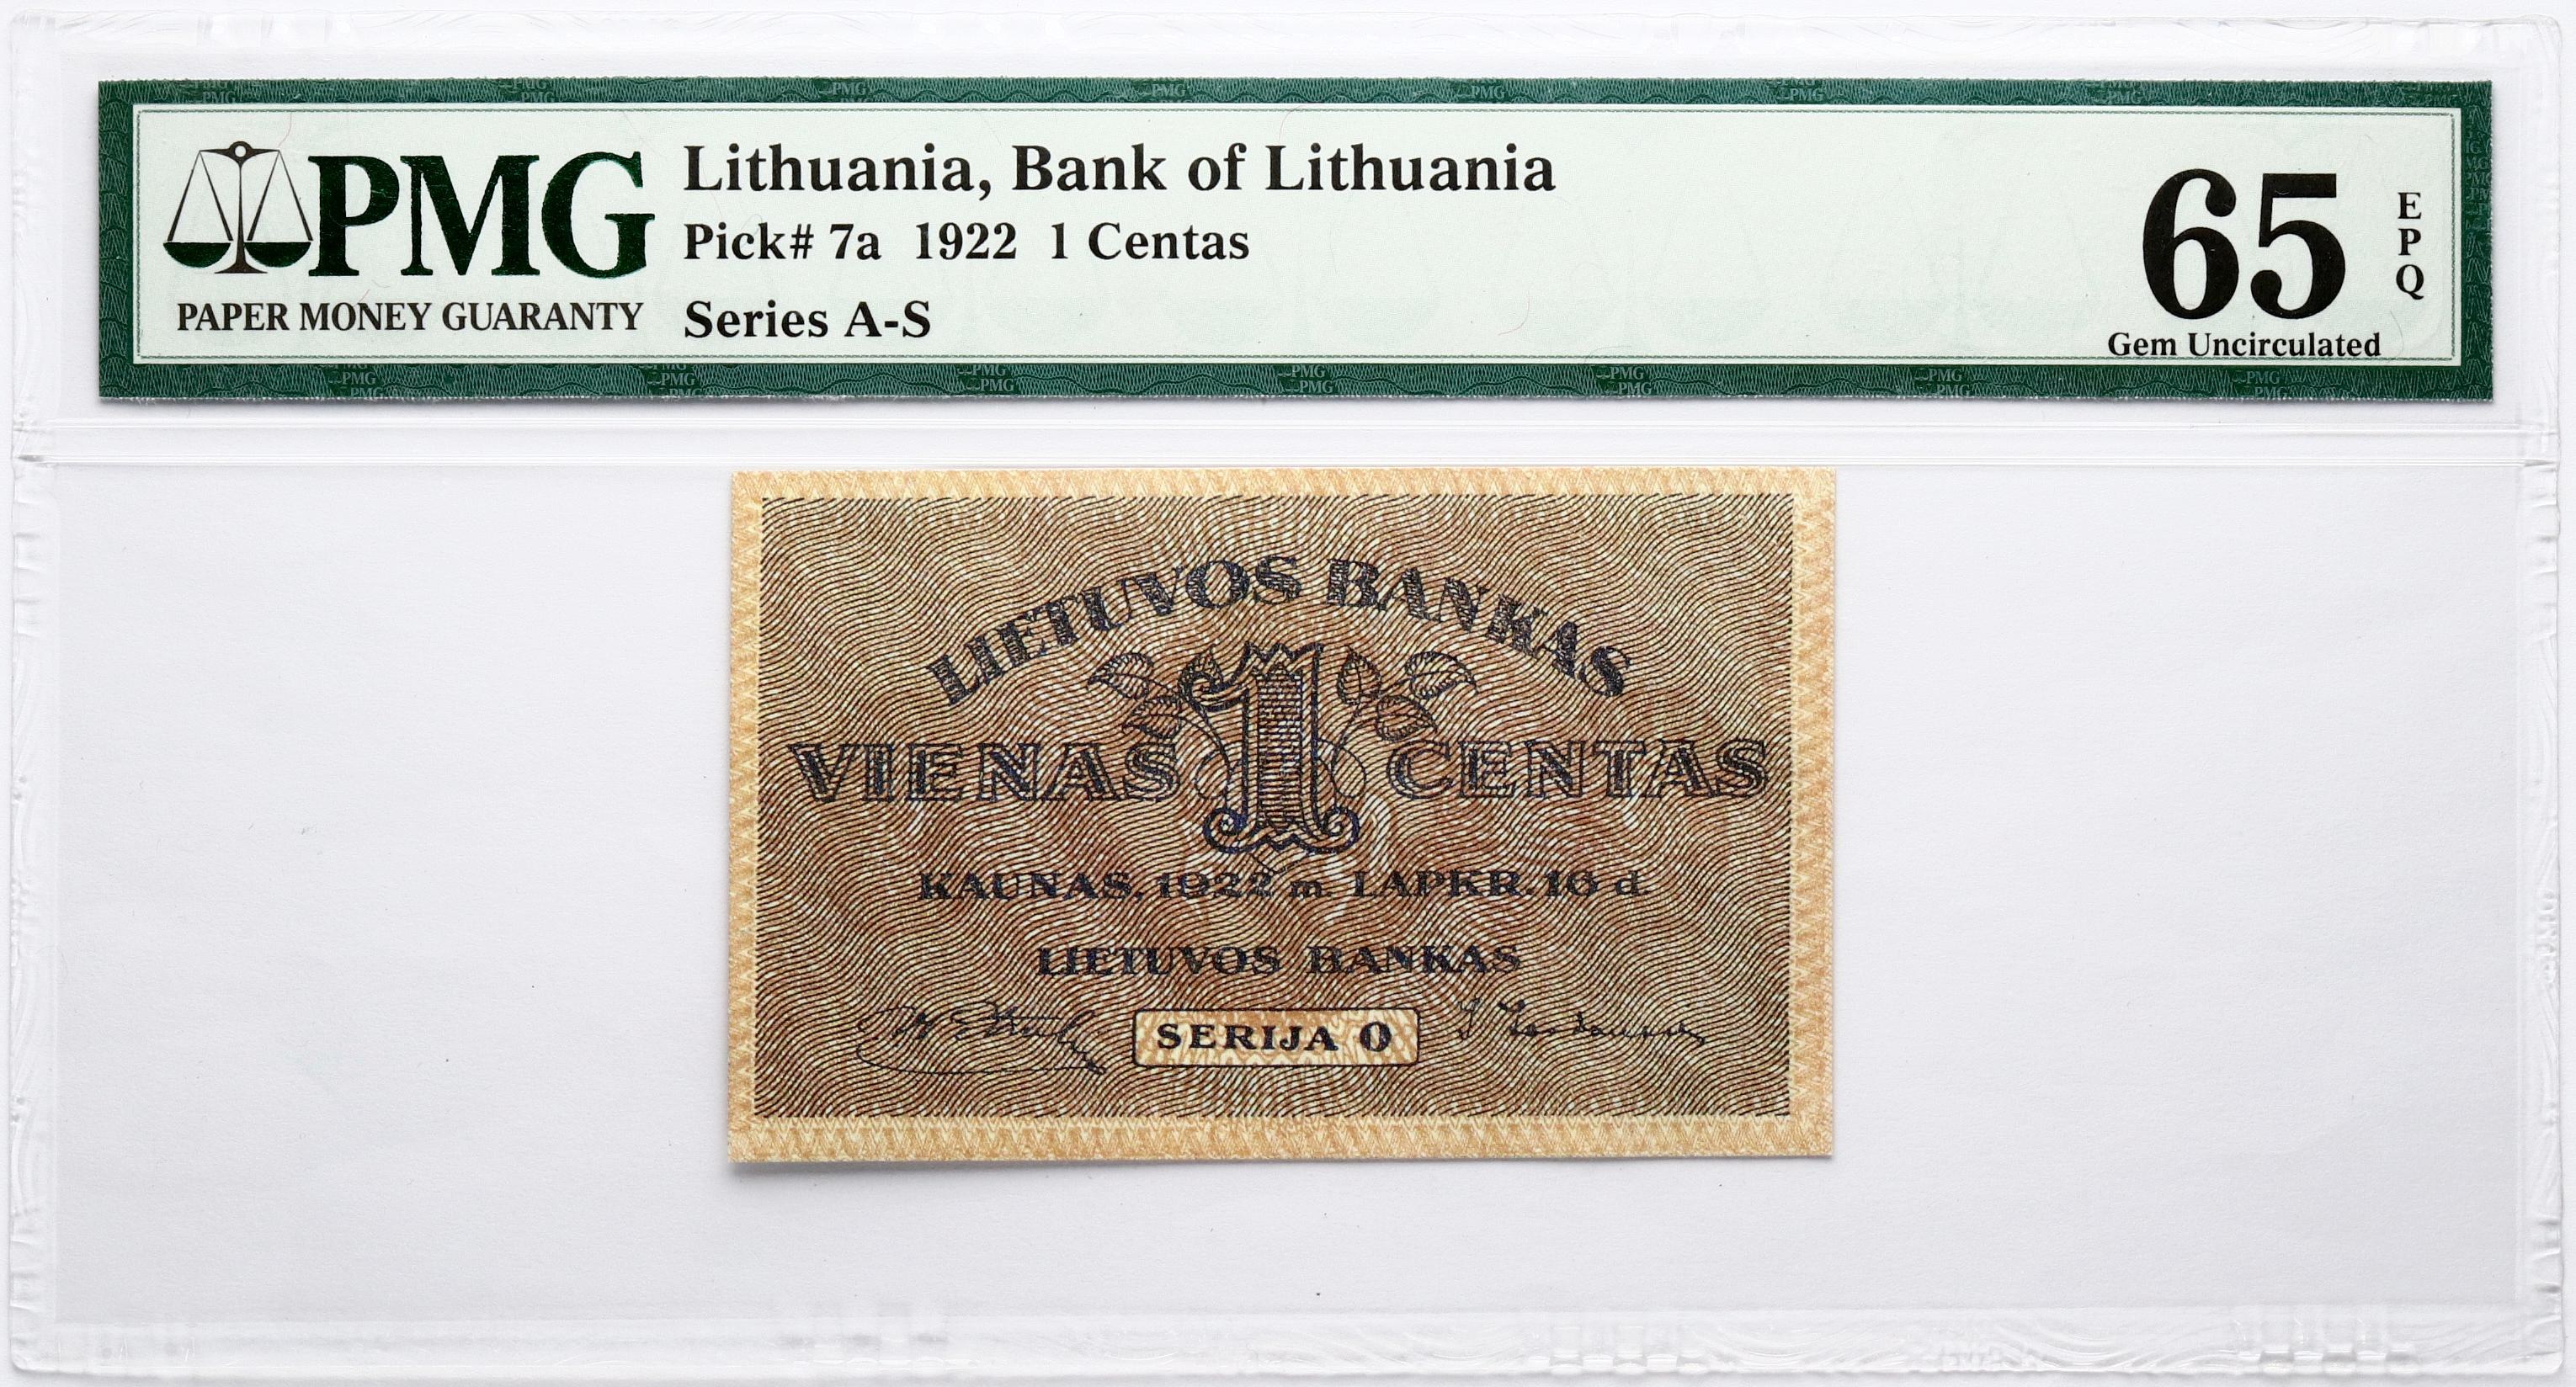 PMG
PAPER MONEY GUARANTY
Lithuania, Bank of Lithuania
Pick# 7a 1922 1 Centas
Series A-S
65
EPQ
Gem Uncirculated
LIETUVOS BANKAS
VIENAS 1 CENTAS
KAUNAS, 1922 m. LAPKR. 16 d.
LIETUVOS BANKAS
SERIJA O